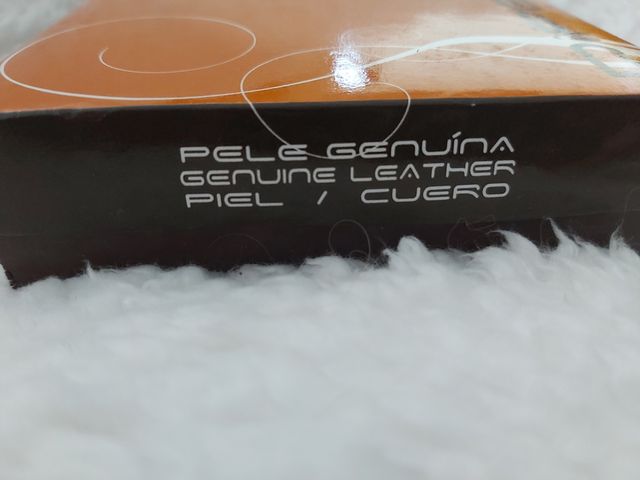 PELE GENUÍNA
GENUINE LEATHER
PIEL / CUERO